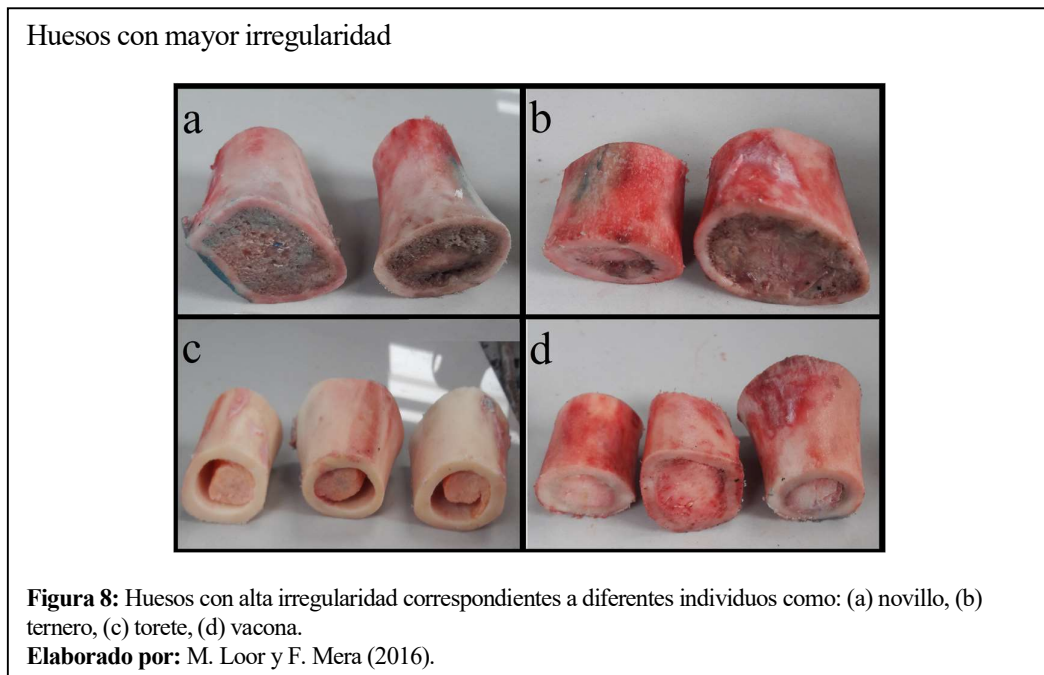 Huesos con mayor irregularidad
a
b
c
d
Figura 8: Huesos con alta irregularidad correspondientes a diferentes individuos como: (a) novillo, (b)
ternero, (c) torete, (d) vacona.
Elaborado por: M. Loor y F. Mera (2016).